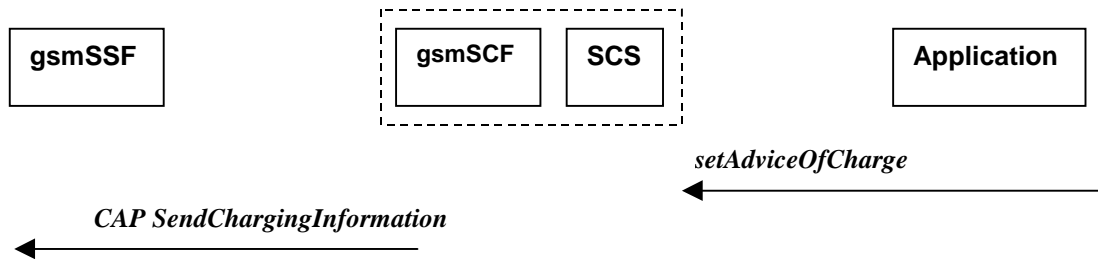 gsmSSF
gsmSCF
SCS
Application
setAdviceOfCharge
CAP SendChargingInformation